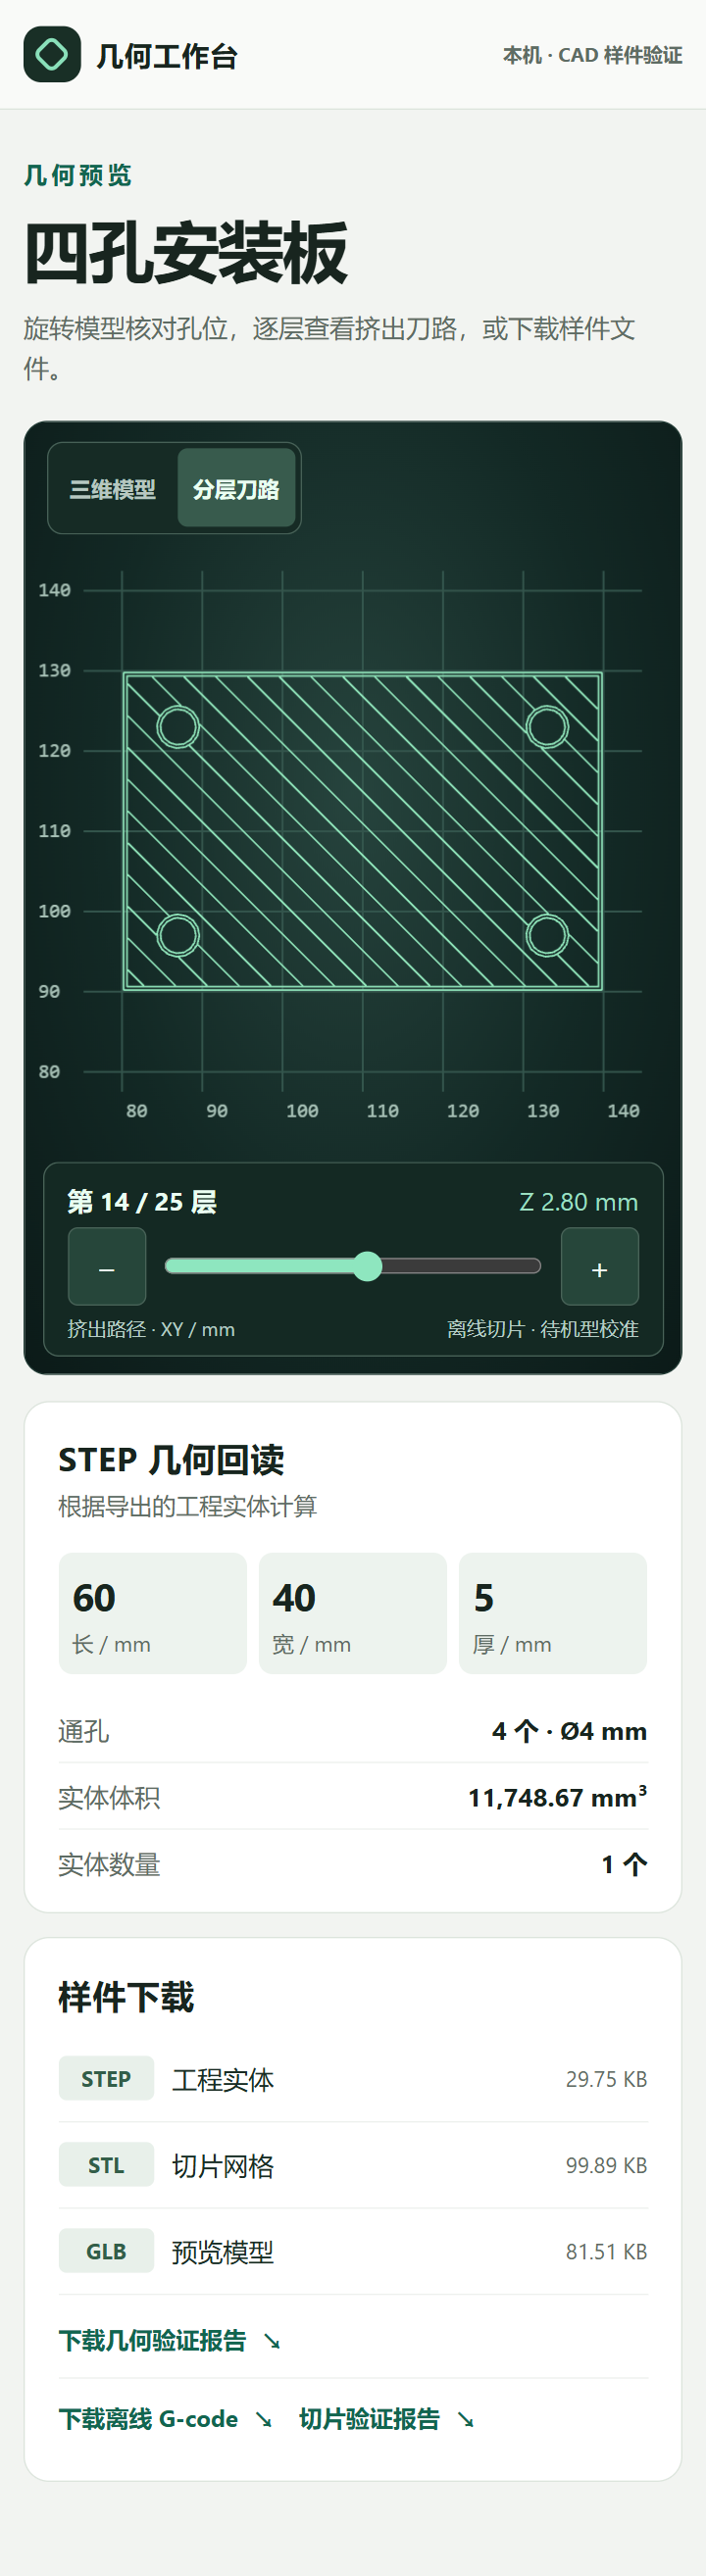 几何工作台
本机 · CAD 样件验证
几何预览
四孔安装板
旋转模型核对孔位，逐层查看挤出刀路，或下载样件文
件。
三维模型 分层刀路
140
130
120
110
100
90
80
80 90 100 110 120 130 140
第 14 / 25 层 Z 2.80 mm
− +
挤出路径 · XY / mm 离线切片 · 待机型校准
STEP 几何回读
根据导出的工程实体计算
60 40 5
长 / mm 宽 / mm 厚 / mm
通孔 4 个 · Ø4 mm
实体体积 11,748.67 mm³
实体数量 1 个
样件下载
STEP 工程实体 29.75 KB
STL 切片网格 99.89 KB
GLB 预览模型 81.51 KB
下载几何验证报告 ↘
下载离线 G-code ↘ 切片验证报告 ↘